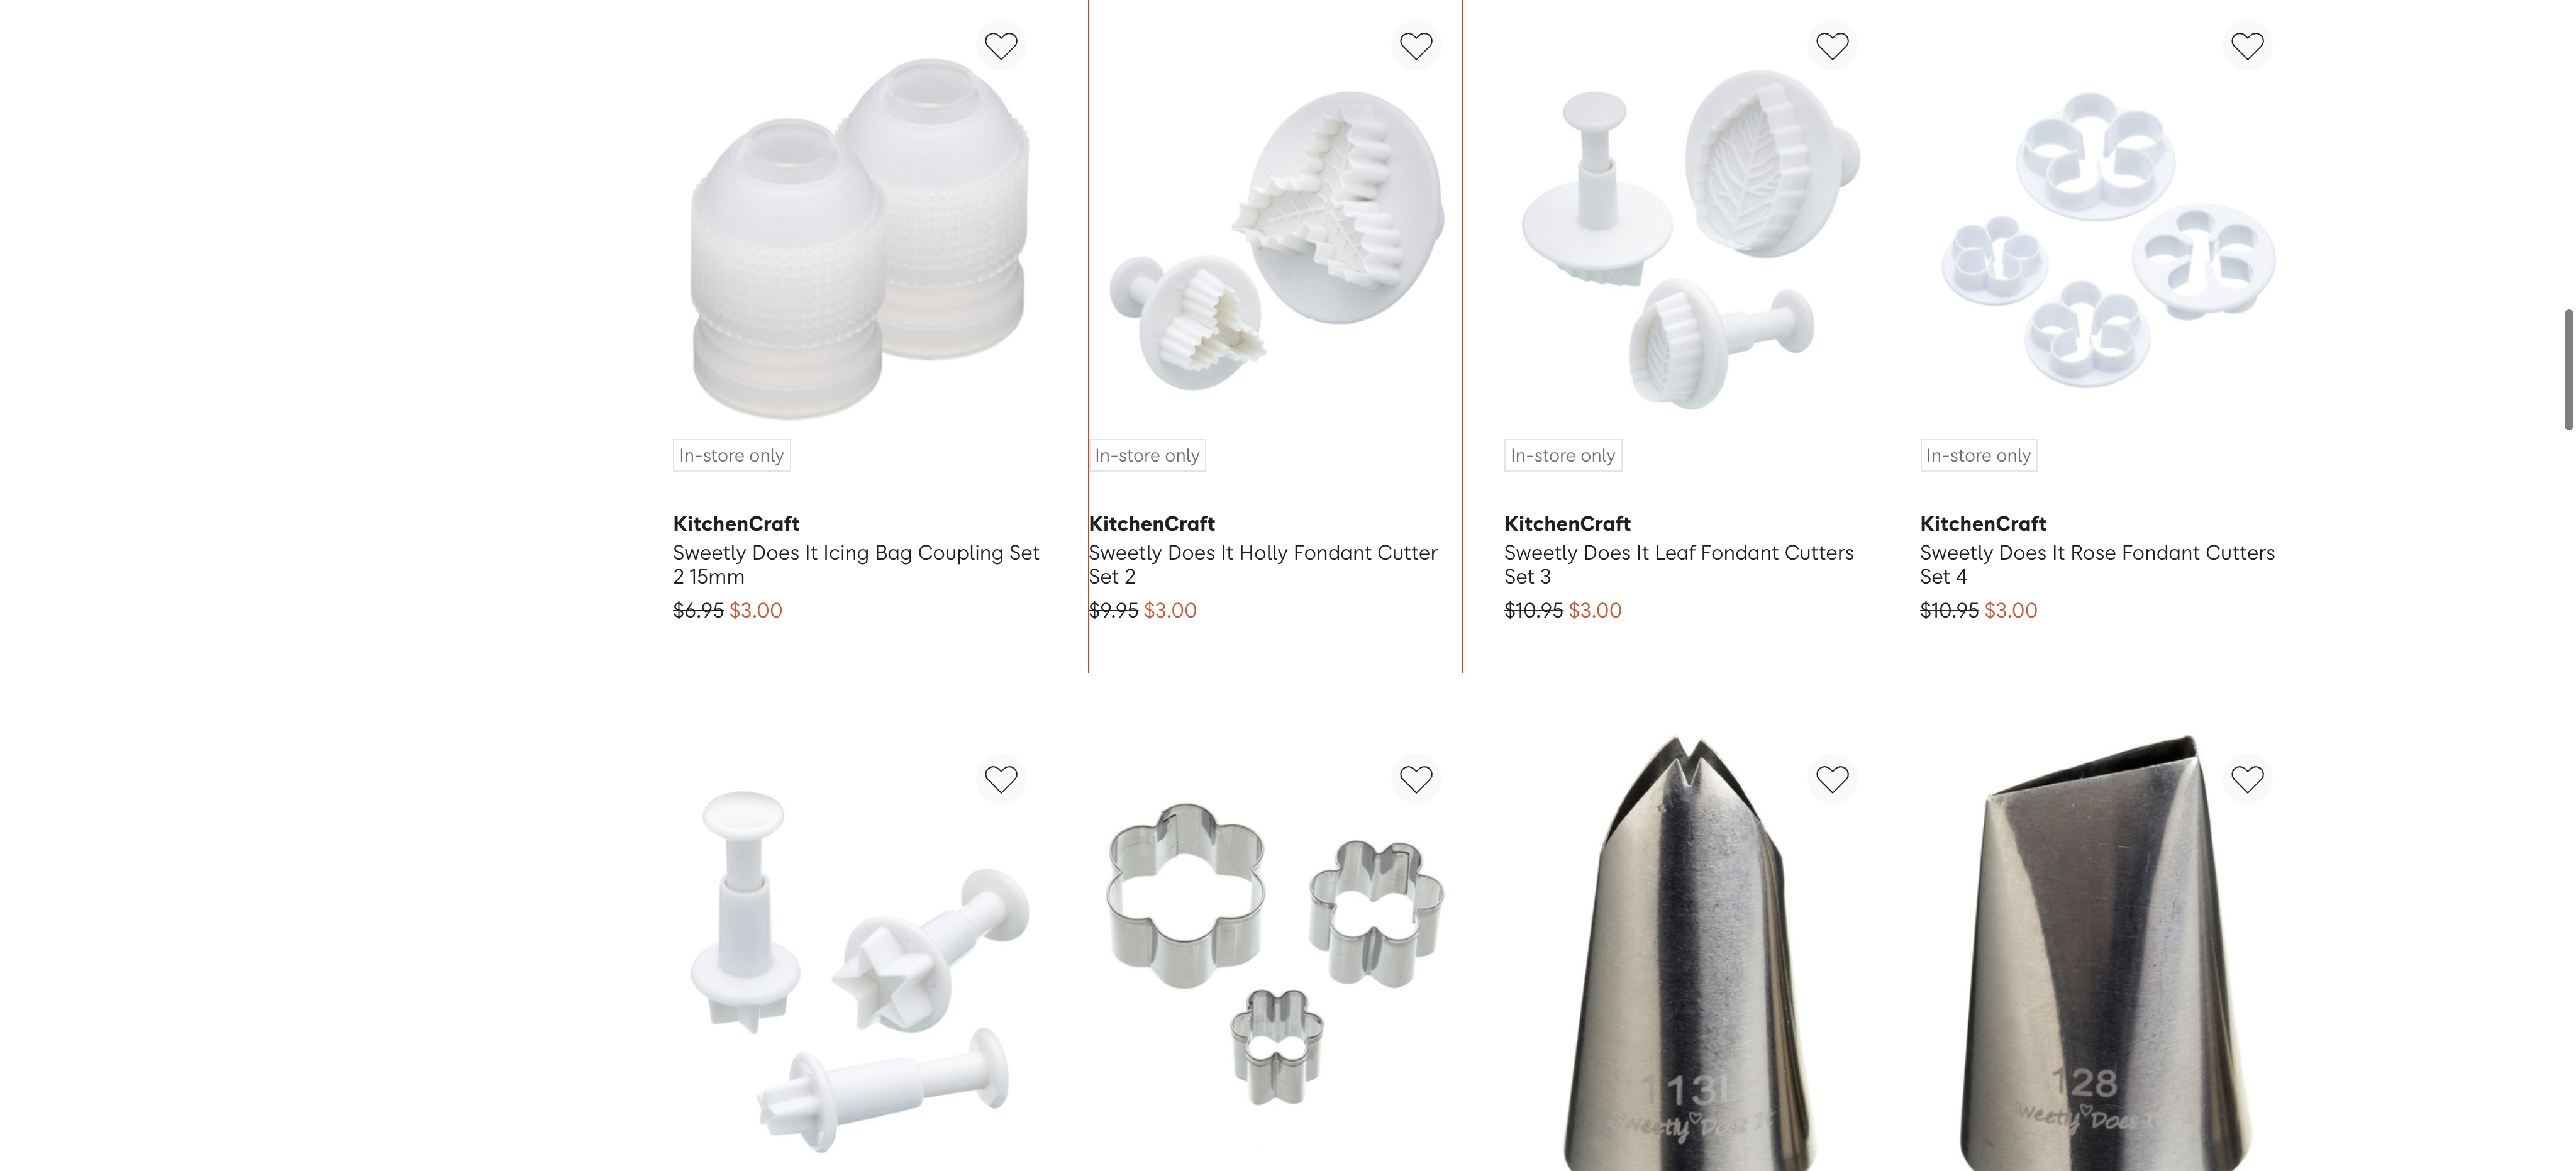 In-store only
KitchenCraft
Sweetly Does It Icing Bag Coupling Set
2 15mm
$6.95 $3.00
In-store only
KitchenCraft
Sweetly Does It Holly Fondant Cutter
Set 2
$9.95 $3.00
In-store only
KitchenCraft
Sweetly Does It Leaf Fondant Cutters
Set 3
$10.95 $3.00
In-store only
KitchenCraft
Sweetly Does It Rose Fondant Cutters
Set 4
$10.95 $3.00
113L
Sweetly Does It
128
Sweetly Does It